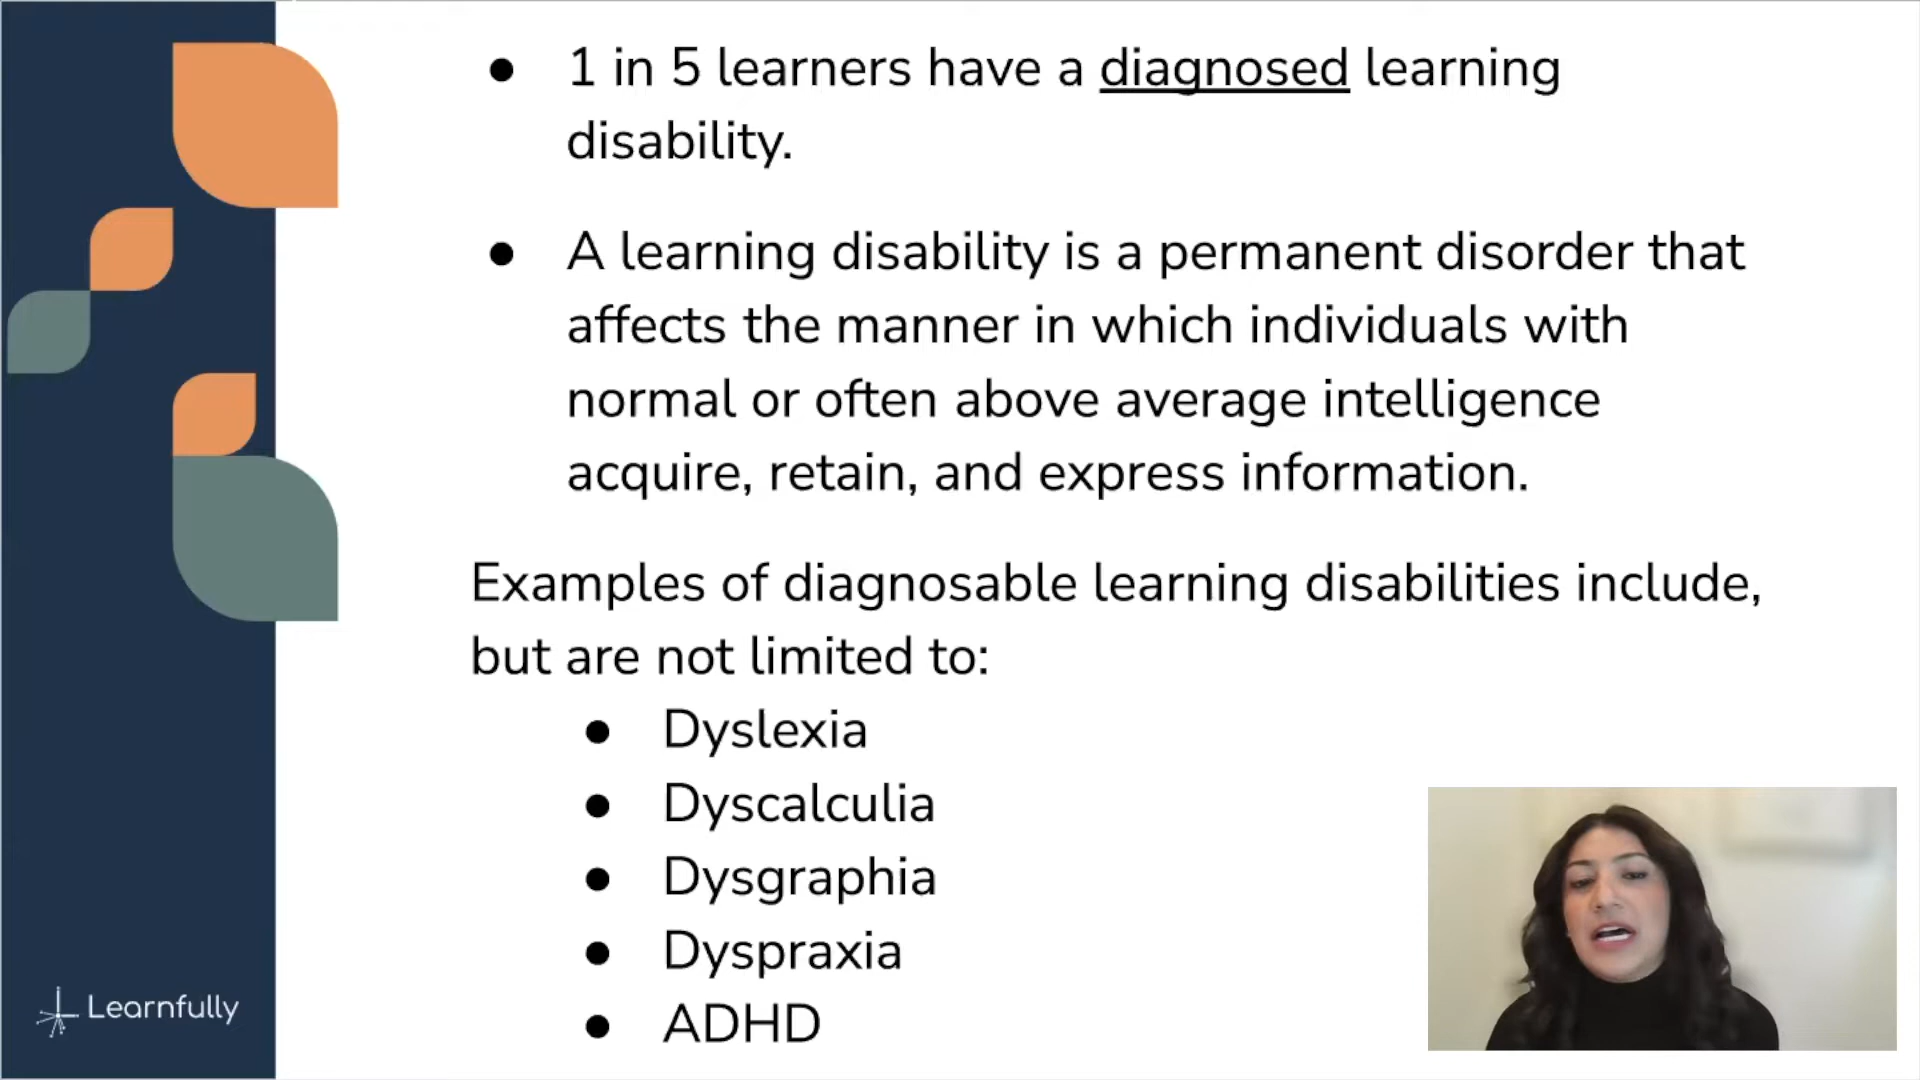 ● 1 in 5 learners have a diagnosed learning
disability.
● A learning disability is a permanent disorder that
affects the manner in which individuals with
normal or often above average intelligence
acquire, retain, and express information.
Examples of diagnosable learning disabilities include,
but are not limited to:
● Dyslexia
● Dyscalculia
● Dysgraphia
● Dyspraxia
● ADHD
Learnfully